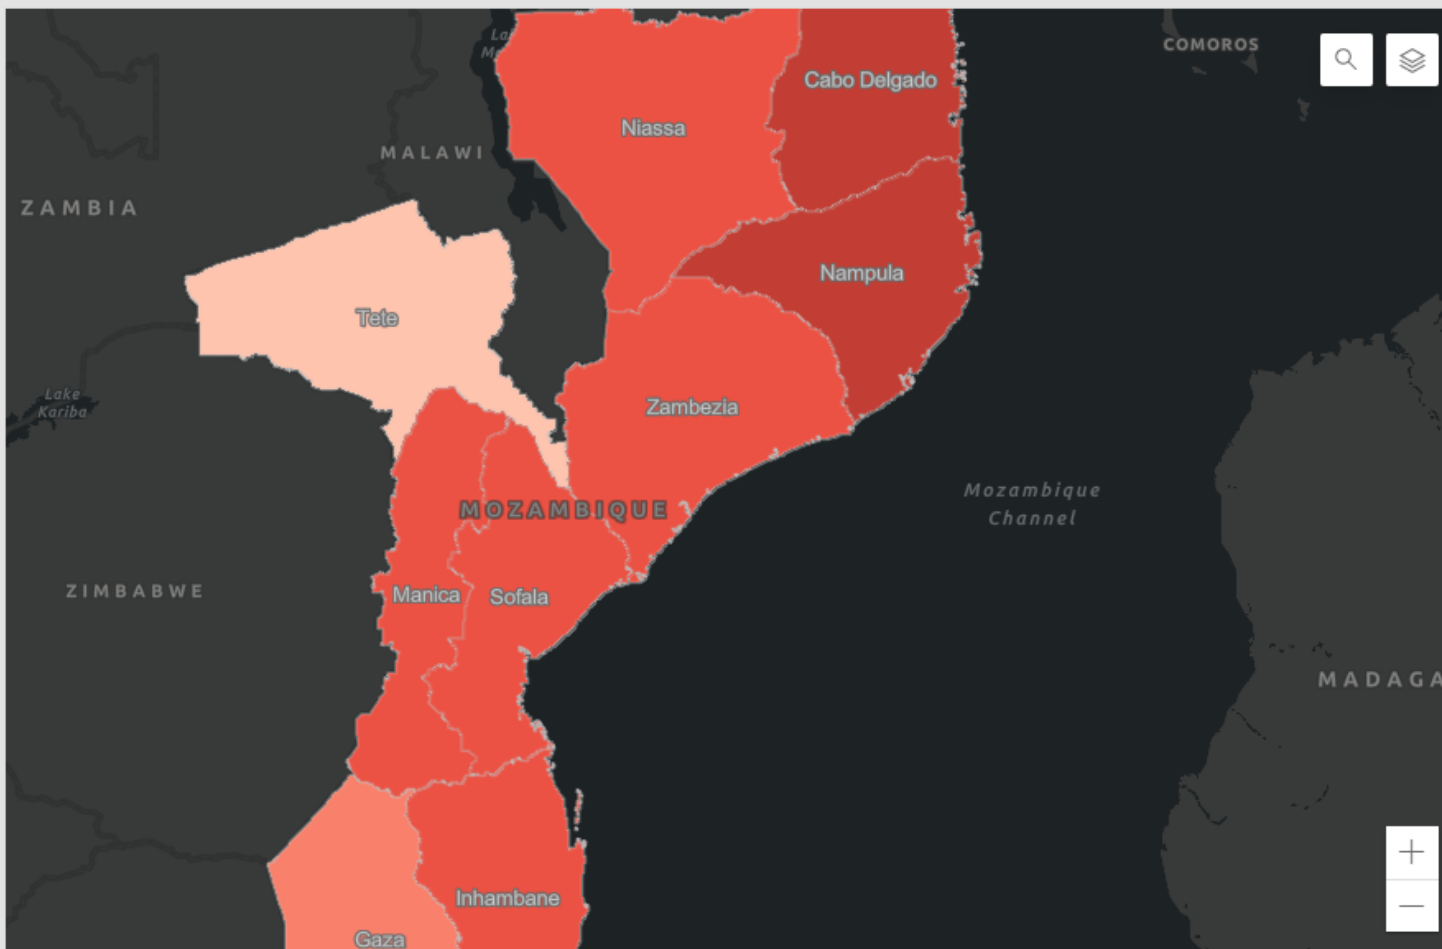 COMOROS
Cabo Delgado
Niassa
MALAWI
ZAMBIA
Nampula
Tete
Lake
Kariba
Zambezia
Mozambique
Channel
MOZAMBIQUE
ZIMBABWE
Manica
Sofala
MADAGA
Inhambane
Gaza